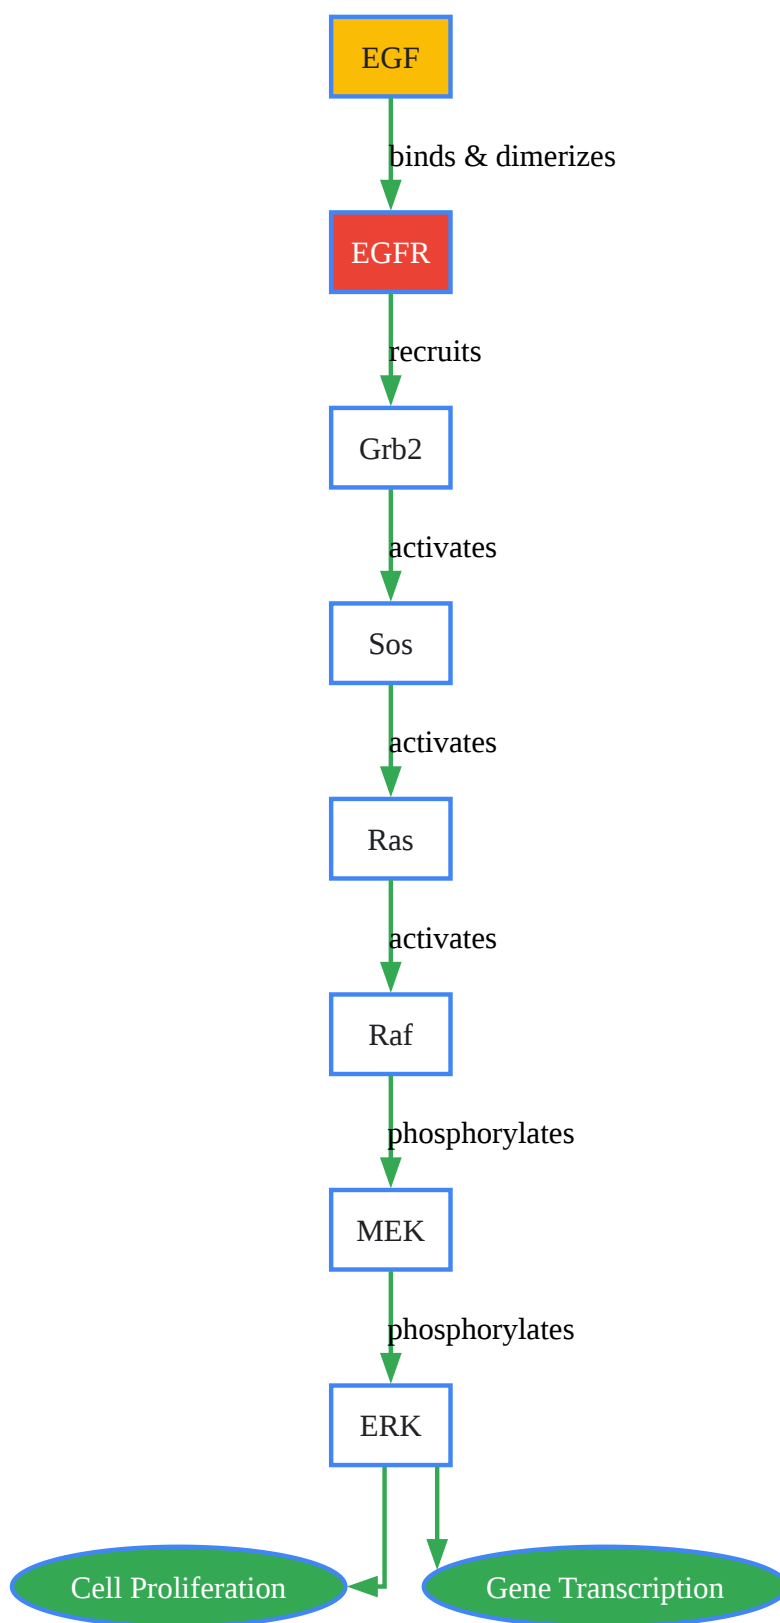 EGF
binds & dimerizes
EGFR
recruits
Grb2
activates
Sos
activates
Ras
activates
Raf
phosphorylates
MEK
phosphorylates
ERK
Cell Proliferation
Gene Transcription